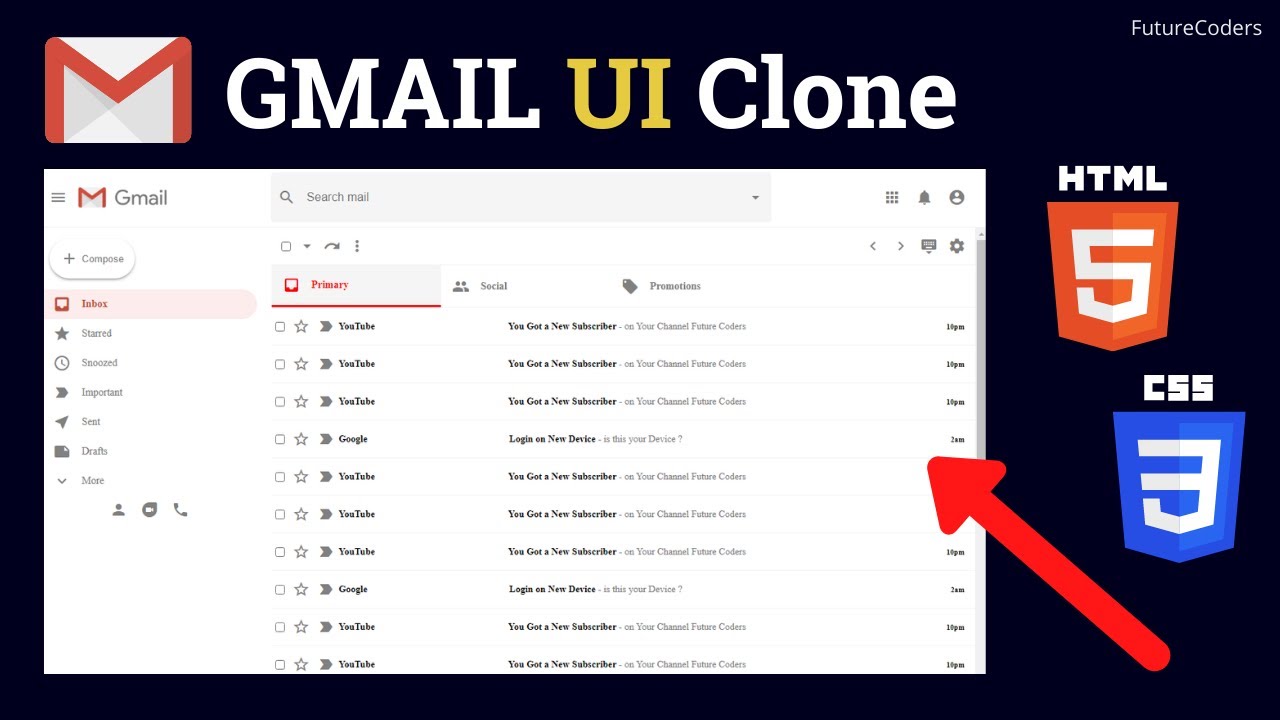 FutureCoders
GMAIL UI Clone
HTML
5
CSS
3
Gmail
Search mail
Compose
Inbox
Starred
Snoozed
Important
Sent
Drafts
More
Primary Social Promotions
YouTube You Got a New Subscriber - on Your Channel Future Coders 10pm
YouTube You Got a New Subscriber - on Your Channel Future Coders 10pm
YouTube You Got a New Subscriber - on Your Channel Future Coders 10pm
Google Login on New Device - is this your Device ? 2am
YouTube You Got a New Subscriber - on Your Channel Future Coders
YouTube You Got a New Subscriber - on Your Channel Future Coders
YouTube You Got a New Subscriber - on Your Channel Future Coders 10pm
Google Login on New Device - is this your Device ? 2am
YouTube You Got a New Subscriber - on Your Channel Future Coders 10pm
YouTube You Got a New Subscriber - on Your Channel Future Coders 10pm